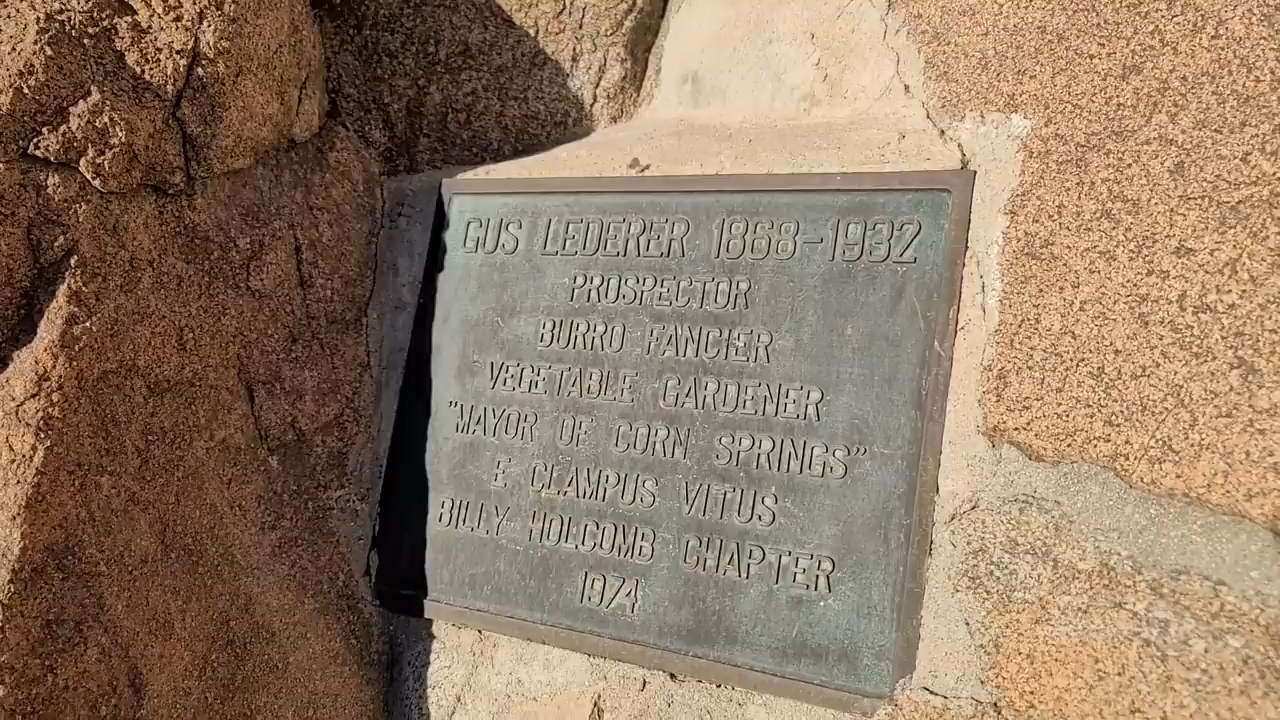 GUS LEDERER 1868-1932
PROSPECTOR
BURRO FANCIER
VEGETABLE GARDENER
"MAYOR OF CORN SPRINGS"
E CLAMPUS VITUS
BILLY HOLCOMB CHAPTER
1974